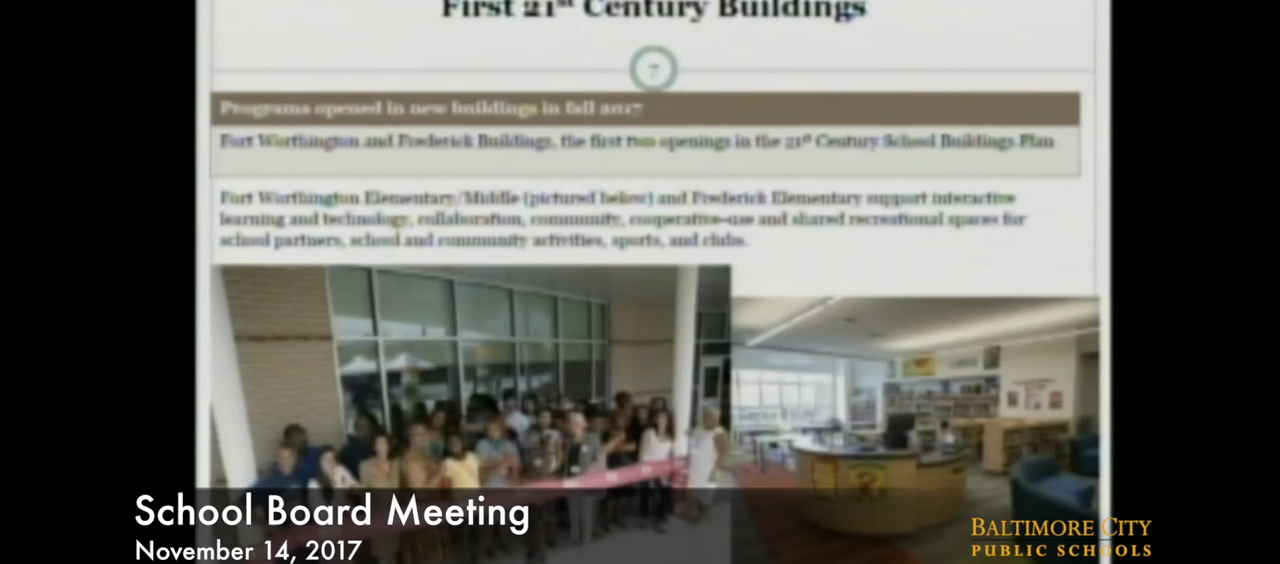 First 21st Century Buildings
7
Programs opened in new buildings in fall 2017
Fort Worthington and Frederick Buildings, the first two openings in the 21st Century School Buildings Plan
Fort Worthington Elementary/Middle (pictured below) and Frederick Elementary support interactive
learning and technology, collaboration, community, cooperative-use and shared recreational spaces for
school partners, school and community activities, sports, and clubs.
School Board Meeting
November 14, 2017
BALTIMORE CITY
PUBLIC SCHOOLS